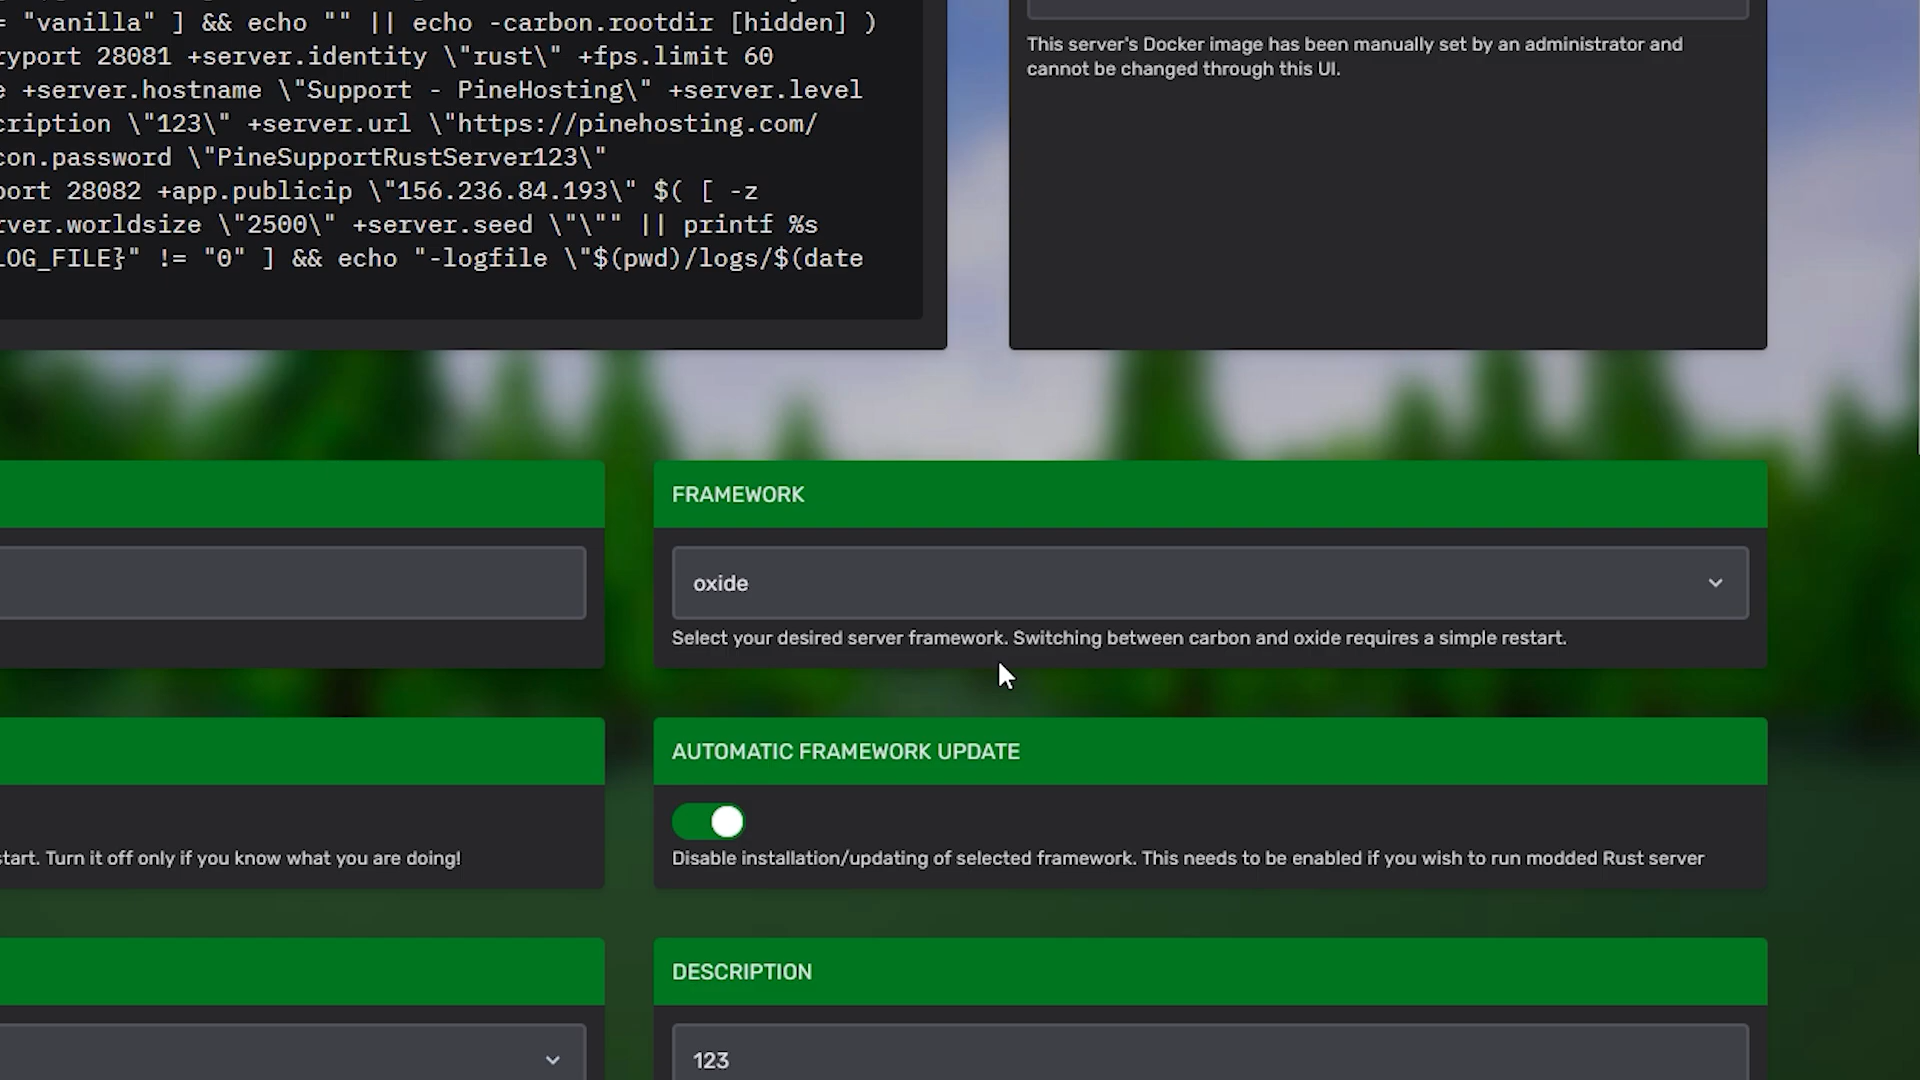 = "vanilla" ] && echo "" || echo -carbon.rootdir [hidden] )
ryport 28081 +server.identity \"rust\" +fps.limit 60
e +server.hostname \"Support - PineHosting\" +server.level
cription \"123\" +server.url \"https://pinehosting.com/
con.password \"PineSupportRustServer123\"
port 28082 +app.publicip \"156.236.84.193\" $( [ -z
rver.worldsize \"2500\" +server.seed \"\"" || printf %s
LOG_FILE}" != "0" ] && echo "-logfile \"$(pwd)/logs/$(date
This server's Docker image has been manually set by an administrator and
cannot be changed through this UI.
FRAMEWORK
oxide
Select your desired server framework. Switching between carbon and oxide requires a simple restart.
start. Turn it off only if you know what you are doing!
AUTOMATIC FRAMEWORK UPDATE
Disable installation/updating of selected framework. This needs to be enabled if you wish to run modded Rust server
DESCRIPTION
123